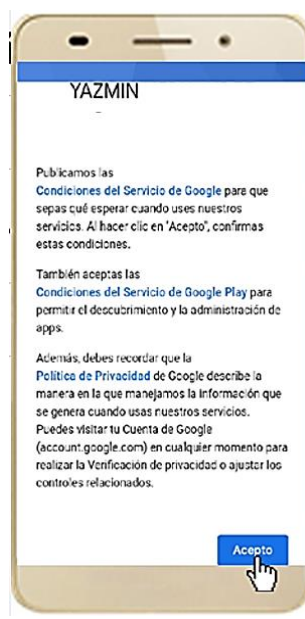 YAZMIN
Publicamos las
Condiciones del Servicio de Google para que
sepas qué esperar cuando uses nuestros
servicios. Al hacer clic en "Acepto", confirmas
estas condiciones.
También aceptas las
Condiciones del Servicio de Google Play para
permitir el descubrimiento y la administración de
apps.
Además, debes recordar que la
Política de Privacidad de Google describe la
manera en la que manejamos la información que
se genera cuando usas nuestros servicios.
Puedes visitar tu Cuenta de Google
(account.google.com) en cualquier momento para
realizar la Verificación de privacidad o ajustar los
controles relacionados.
Acepto